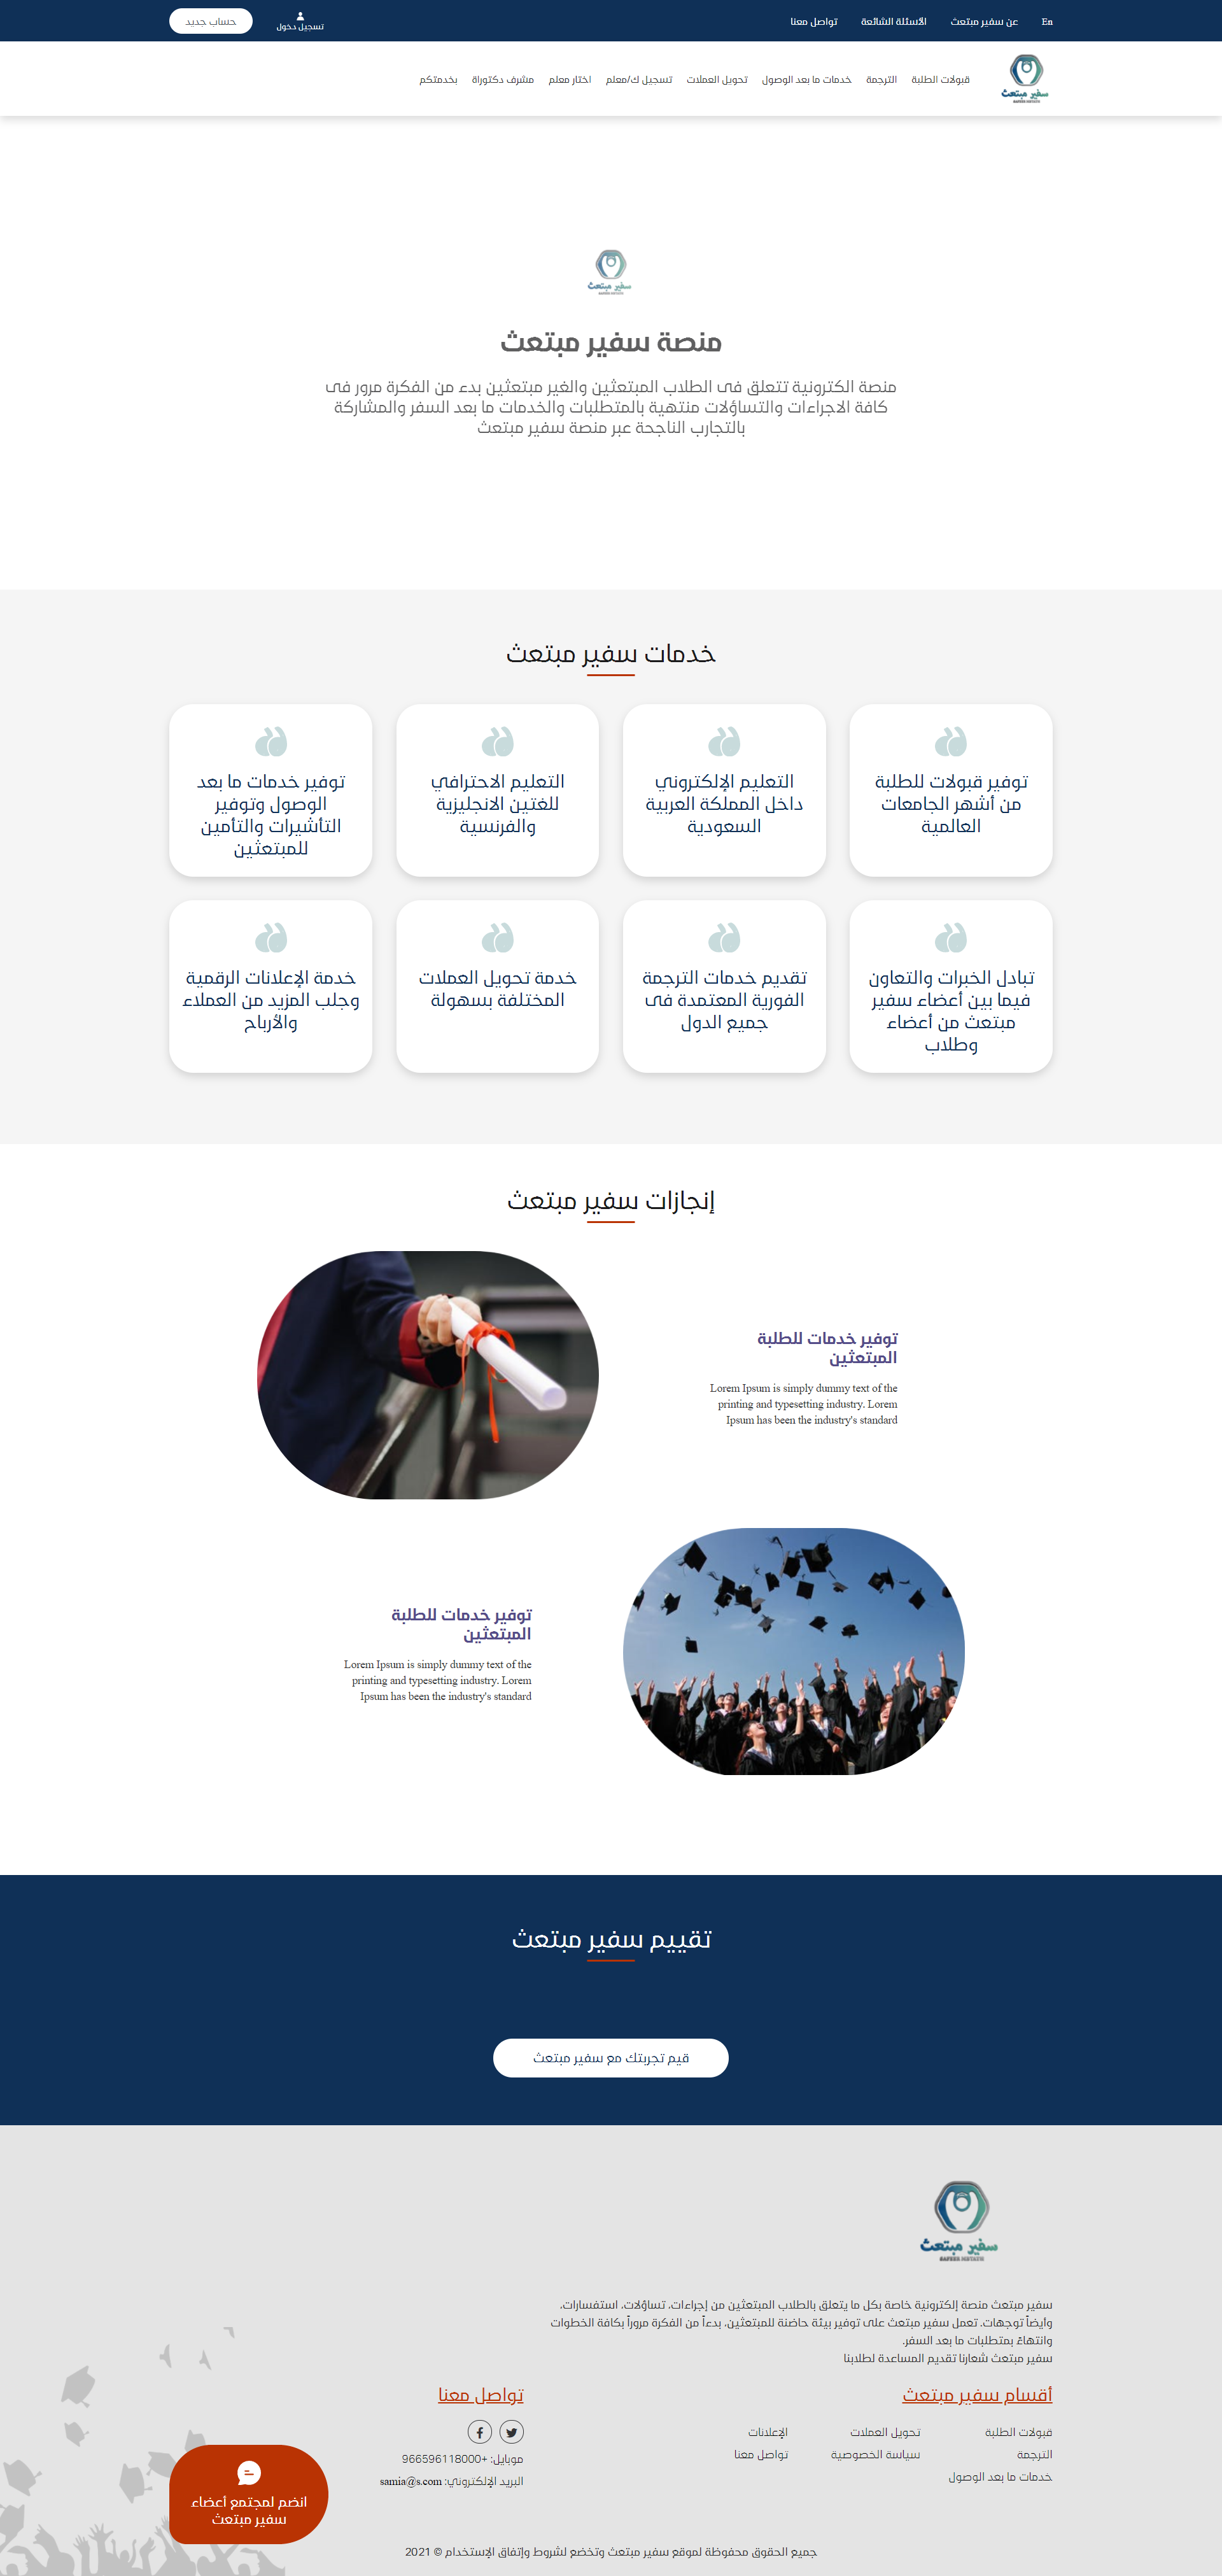 En
عن سفير مبتعث
الأسئلة الشائعة
تواصل معنا
تسجيل دخول
حساب جديد
سفير مبتعث
SAFEER MBTATH
قبولات الطلبة
الترجمة
خدمات ما بعد الوصول
تحويل العملات
تسجيل ك/معلم
اختار معلم
مشرف دكتوراة
بخدمتكم
سفير مبتعث
SAFEER MBTATH
منصة سفير مبتعث
منصة الكترونية تتعلق فى الطلاب المبتعثين والغير مبتعثين بدء من الفكرة مرور فى
كافة الاجراءات والتساؤلات منتهية بالمتطلبات والخدمات ما بعد السفر والمشاركة
بالتجارب الناجحة عبر منصة سفير مبتعث
خدمات سفير مبتعث
توفير قبولات للطلبة
من أشهر الجامعات
العالمية
التعليم الإلكتروني
داخل المملكة العربية
السعودية
التعليم الاحترافي
للغتين الانجليزية
والفرنسية
توفير خدمات ما بعد
الوصول وتوفير
التأشيرات والتأمين
للمبتعثين
تبادل الخبرات والتعاون
فيما بين أعضاء سفير
مبتعث من أعضاء
وطلاب
تقديم خدمات الترجمة
الفورية المعتمدة فى
جميع الدول
خدمة تحويل العملات
المختلفة بسهولة
خدمة الإعلانات الرقمية
وجلب المزيد من العملاء
والأرباح
إنجازات سفير مبتعث
توفير خدمات للطلبة
المبتعثين
Lorem Ipsum is simply dummy text of the
printing and typesetting industry. Lorem
Ipsum has been the industry's standard
توفير خدمات للطلبة
المبتعثين
Lorem Ipsum is simply dummy text of the
printing and typesetting industry. Lorem
Ipsum has been the industry's standard
تقييم سفير مبتعث
قيم تجربتك مع سفير مبتعث
سفير مبتعث
SAFEER MBTATH
سفير مبتعث منصة إلكترونية خاصة بكل ما يتعلق بالطلاب المبتعثين من إجراءات، تساؤلات، استفسارات،
وأيضاً توجهات، تعمل سفير مبتعث على توفير بيئة حاضنة للمبتعثين، بدءاً من الفكرة مروراً بكافة الخطوات
وانتهاءً بمتطلبات ما بعد السفر.
سفير مبتعث شعارنا تقديم المساعدة لطلابنا
أقسام سفير مبتعث
قبولات الطلبة
الترجمة
خدمات ما بعد الوصول
تحويل العملات
سياسة الخصوصية
الإعلانات
تواصل معنا
تواصل معنا
موبايل: +966596118000
البريد الإلكتروني: samia@s.com
انضم لمجتمع أعضاء
سفير مبتعث
جميع الحقوق محفوظة لموقع سفير مبتعث وتخضع لشروط وإتفاق الإستخدام © 2021